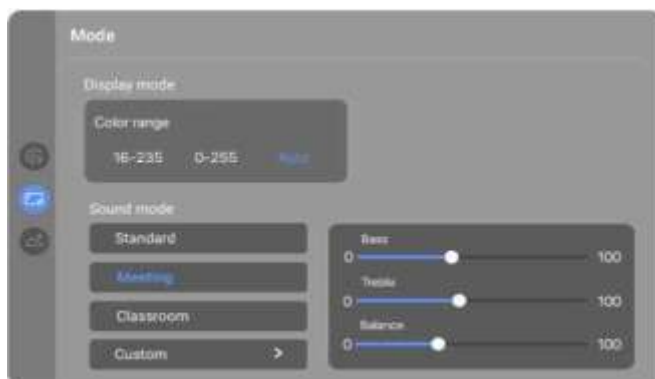 Mode
Display mode
Color range
16-235 0-255 Auto
Sound mode
Standard
Meeting
Classroom
Custom >
Bass
0 100
Treble
0 100
Balance
0 100